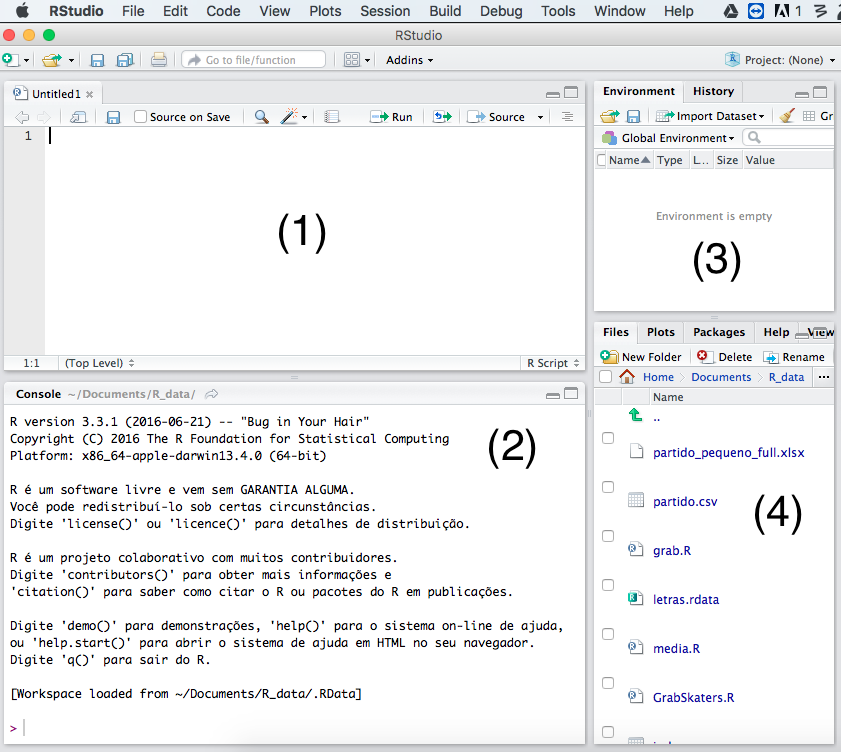 RStudio File Edit Code View Plots Session Build Debug Tools Window Help 1
RStudio
Go to file/function Addins Project: (None)
Untitled1
Source on Save Run Source
1
(1)
1:1 (Top Level) R Script
Console ~/Documents/R_data/
R version 3.3.1 (2016-06-21) -- "Bug in Your Hair"
Copyright (C) 2016 The R Foundation for Statistical Computing
Platform: x86_64-apple-darwin13.4.0 (64-bit)
(2)
R é um software livre e vem sem GARANTIA ALGUMA.
Você pode redistribuí-lo sob certas circunstâncias.
Digite 'license()' ou 'licence()' para detalhes de distribuição.
R é um projeto colaborativo com muitos contribuidores.
Digite 'contributors()' para obter mais informações e
'citation()' para saber como citar o R ou pacotes do R em publicações.
Digite 'demo()' para demonstrações, 'help()' para o sistema on-line de ajuda,
ou 'help.start()' para abrir o sistema de ajuda em HTML no seu navegador.
Digite 'q()' para sair do R.
[Workspace loaded from ~/Documents/R_data/.RData]
>
Environment History
Import Dataset Gr
Global Environment
Name Type L... Size Value
Environment is empty
(3)
Files Plots Packages Help View
New Folder Delete Rename
Home Documents R_data ...
Name
..
partido_pequeno_full.xlsx
partido.csv
(4)
grab.R
letras.rdata
media.R
GrabSkaters.R